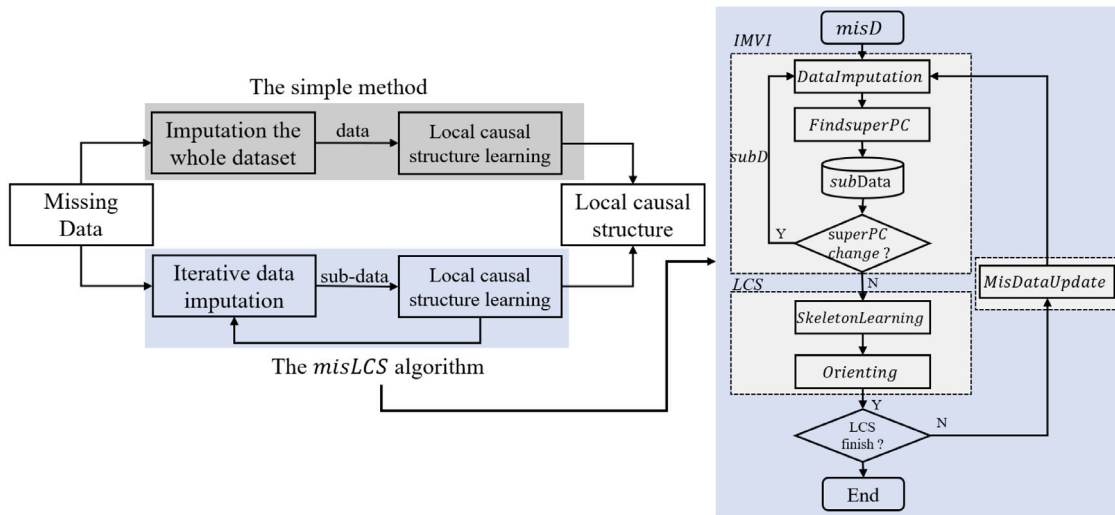 The simple method
Imputation the
whole dataset
data
Local causal
structure learning
Missing
Data
Local causal
structure
Iterative data
imputation
sub-data
Local causal
structure learning
The misLCS algorithm
misD
IMVI
DataImputation
FindsuperPC
subD
subData
Y
superPC
change ?
N
MisDataUpdate
LCS
SkeletonLearning
Orienting
Y
LCS
finish ?
N
End